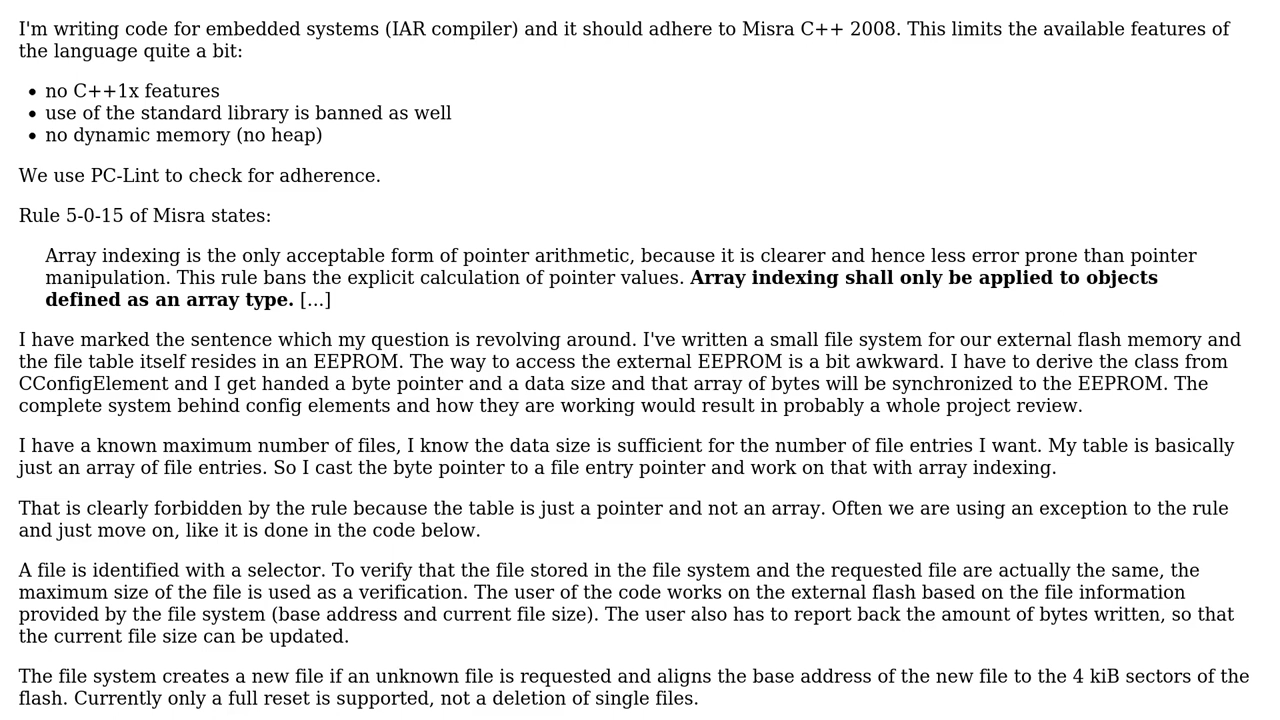 I'm writing code for embedded systems (IAR compiler) and it should adhere to Misra C++ 2008. This limits the available features of
the language quite a bit:
• no C++1x features
• use of the standard library is banned as well
• no dynamic memory (no heap)
We use PC-Lint to check for adherence.
Rule 5-0-15 of Misra states:
Array indexing is the only acceptable form of pointer arithmetic, because it is clearer and hence less error prone than pointer
manipulation. This rule bans the explicit calculation of pointer values. Array indexing shall only be applied to objects
defined as an array type. [...]
I have marked the sentence which my question is revolving around. I've written a small file system for our external flash memory and
the file table itself resides in an EEPROM. The way to access the external EEPROM is a bit awkward. I have to derive the class from
CConfigElement and I get handed a byte pointer and a data size and that array of bytes will be synchronized to the EEPROM. The
complete system behind config elements and how they are working would result in probably a whole project review.
I have a known maximum number of files, I know the data size is sufficient for the number of file entries I want. My table is basically
just an array of file entries. So I cast the byte pointer to a file entry pointer and work on that with array indexing.
That is clearly forbidden by the rule because the table is just a pointer and not an array. Often we are using an exception to the rule
and just move on, like it is done in the code below.
A file is identified with a selector. To verify that the file stored in the file system and the requested file are actually the same, the
maximum size of the file is used as a verification. The user of the code works on the external flash based on the file information
provided by the file system (base address and current file size). The user also has to report back the amount of bytes written, so that
the current file size can be updated.
The file system creates a new file if an unknown file is requested and aligns the base address of the new file to the 4 kiB sectors of the
flash. Currently only a full reset is supported, not a deletion of single files.